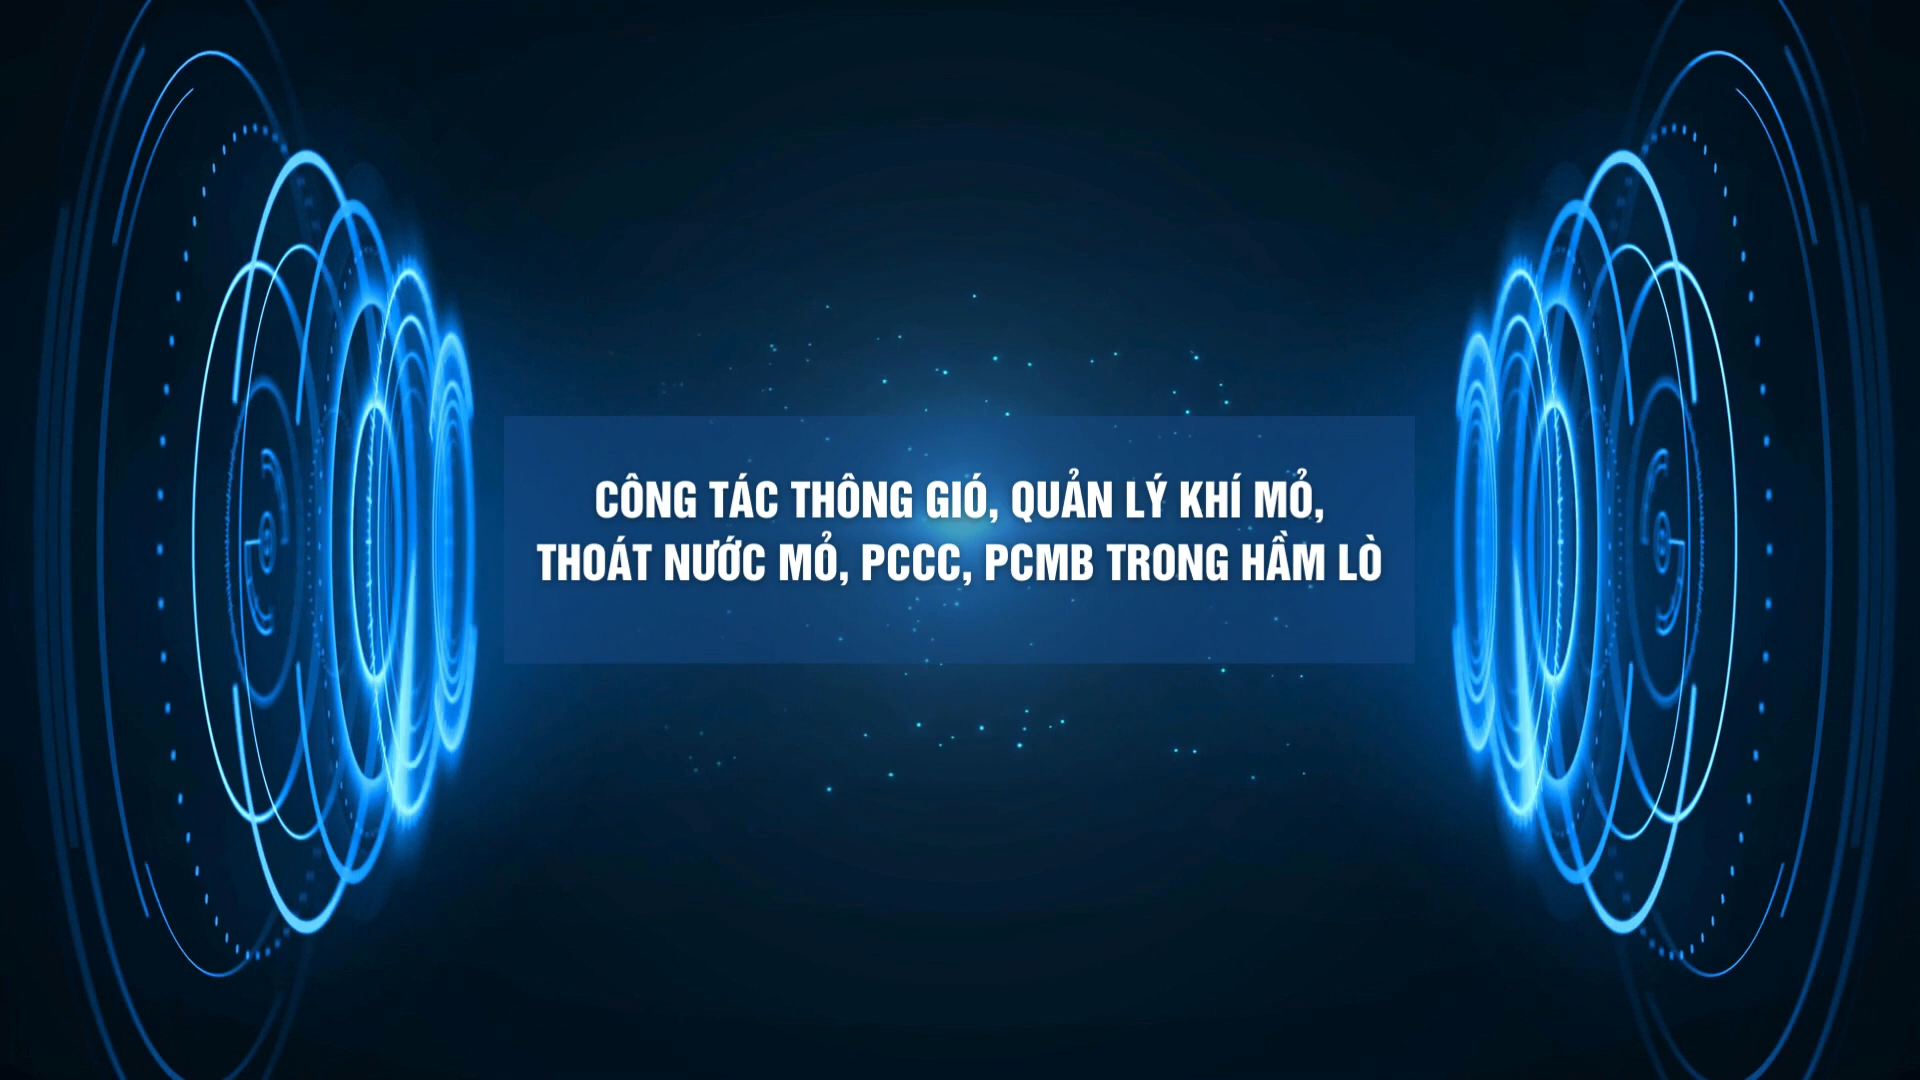 CÔNG TÁC THÔNG GIÓ, QUẢN LÝ KHÍ MỎ,
THOÁT NƯỚC MỎ, PCCC, PCMB TRONG HẦM LÒ